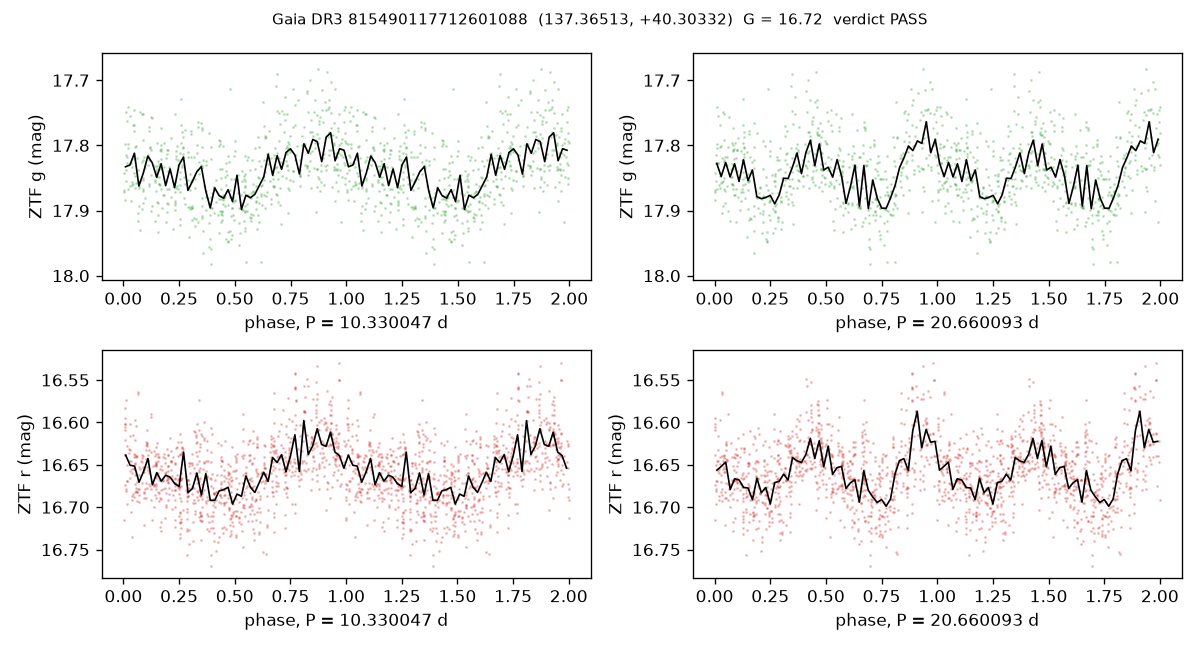 Gaia DR3 815490117712601088 (137.36513, +40.30332) G = 16.72 verdict PASS
ZTF g (mag)
17.7
17.8
17.9
18.0
0.00 0.25 0.50 0.75 1.00 1.25 1.50 1.75 2.00
phase, P = 10.330047 d
ZTF g (mag)
17.7
17.8
17.9
18.0
0.00 0.25 0.50 0.75 1.00 1.25 1.50 1.75 2.00
phase, P = 20.660093 d
ZTF r (mag)
16.55
16.60
16.65
16.70
16.75
0.00 0.25 0.50 0.75 1.00 1.25 1.50 1.75 2.00
phase, P = 10.330047 d
ZTF r (mag)
16.55
16.60
16.65
16.70
16.75
0.00 0.25 0.50 0.75 1.00 1.25 1.50 1.75 2.00
phase, P = 20.660093 d